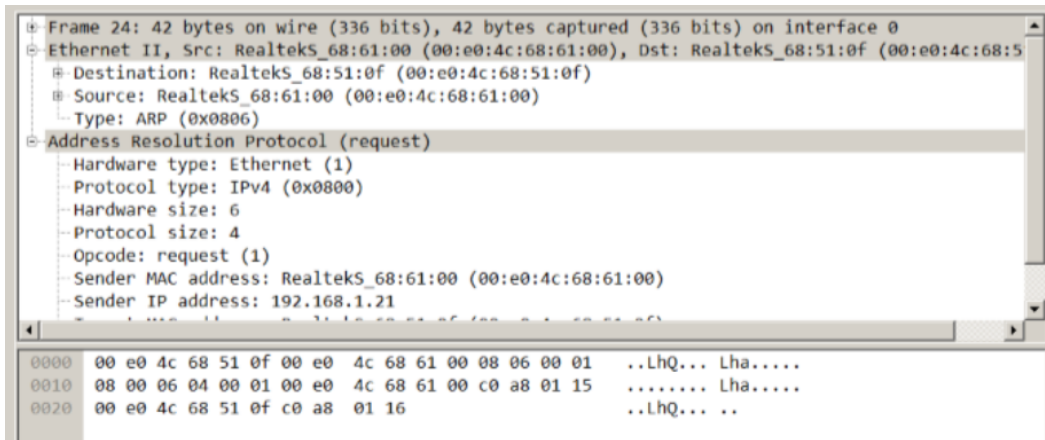 Frame 24: 42 bytes on wire (336 bits), 42 bytes captured (336 bits) on interface 0
Ethernet II, Src: RealtekS_68:61:00 (00:e0:4c:68:61:00), Dst: RealtekS_68:51:0f (00:e0:4c:68:5
Destination: RealtekS_68:51:0f (00:e0:4c:68:51:0f)
Source: RealtekS_68:61:00 (00:e0:4c:68:61:00)
Type: ARP (0x0806)
Address Resolution Protocol (request)
Hardware type: Ethernet (1)
Protocol type: IPv4 (0x0800)
Hardware size: 6
Protocol size: 4
Opcode: request (1)
Sender MAC address: RealtekS_68:61:00 (00:e0:4c:68:61:00)
Sender IP address: 192.168.1.21
0000 00 e0 4c 68 51 0f 00 e0 4c 68 61 00 08 06 00 01 ..LhQ... Lha.....
0010 08 00 06 04 00 01 00 e0 4c 68 61 00 c0 a8 01 15 ........ Lha.....
0020 00 e0 4c 68 51 0f c0 a8 01 16 ..LhQ... ..